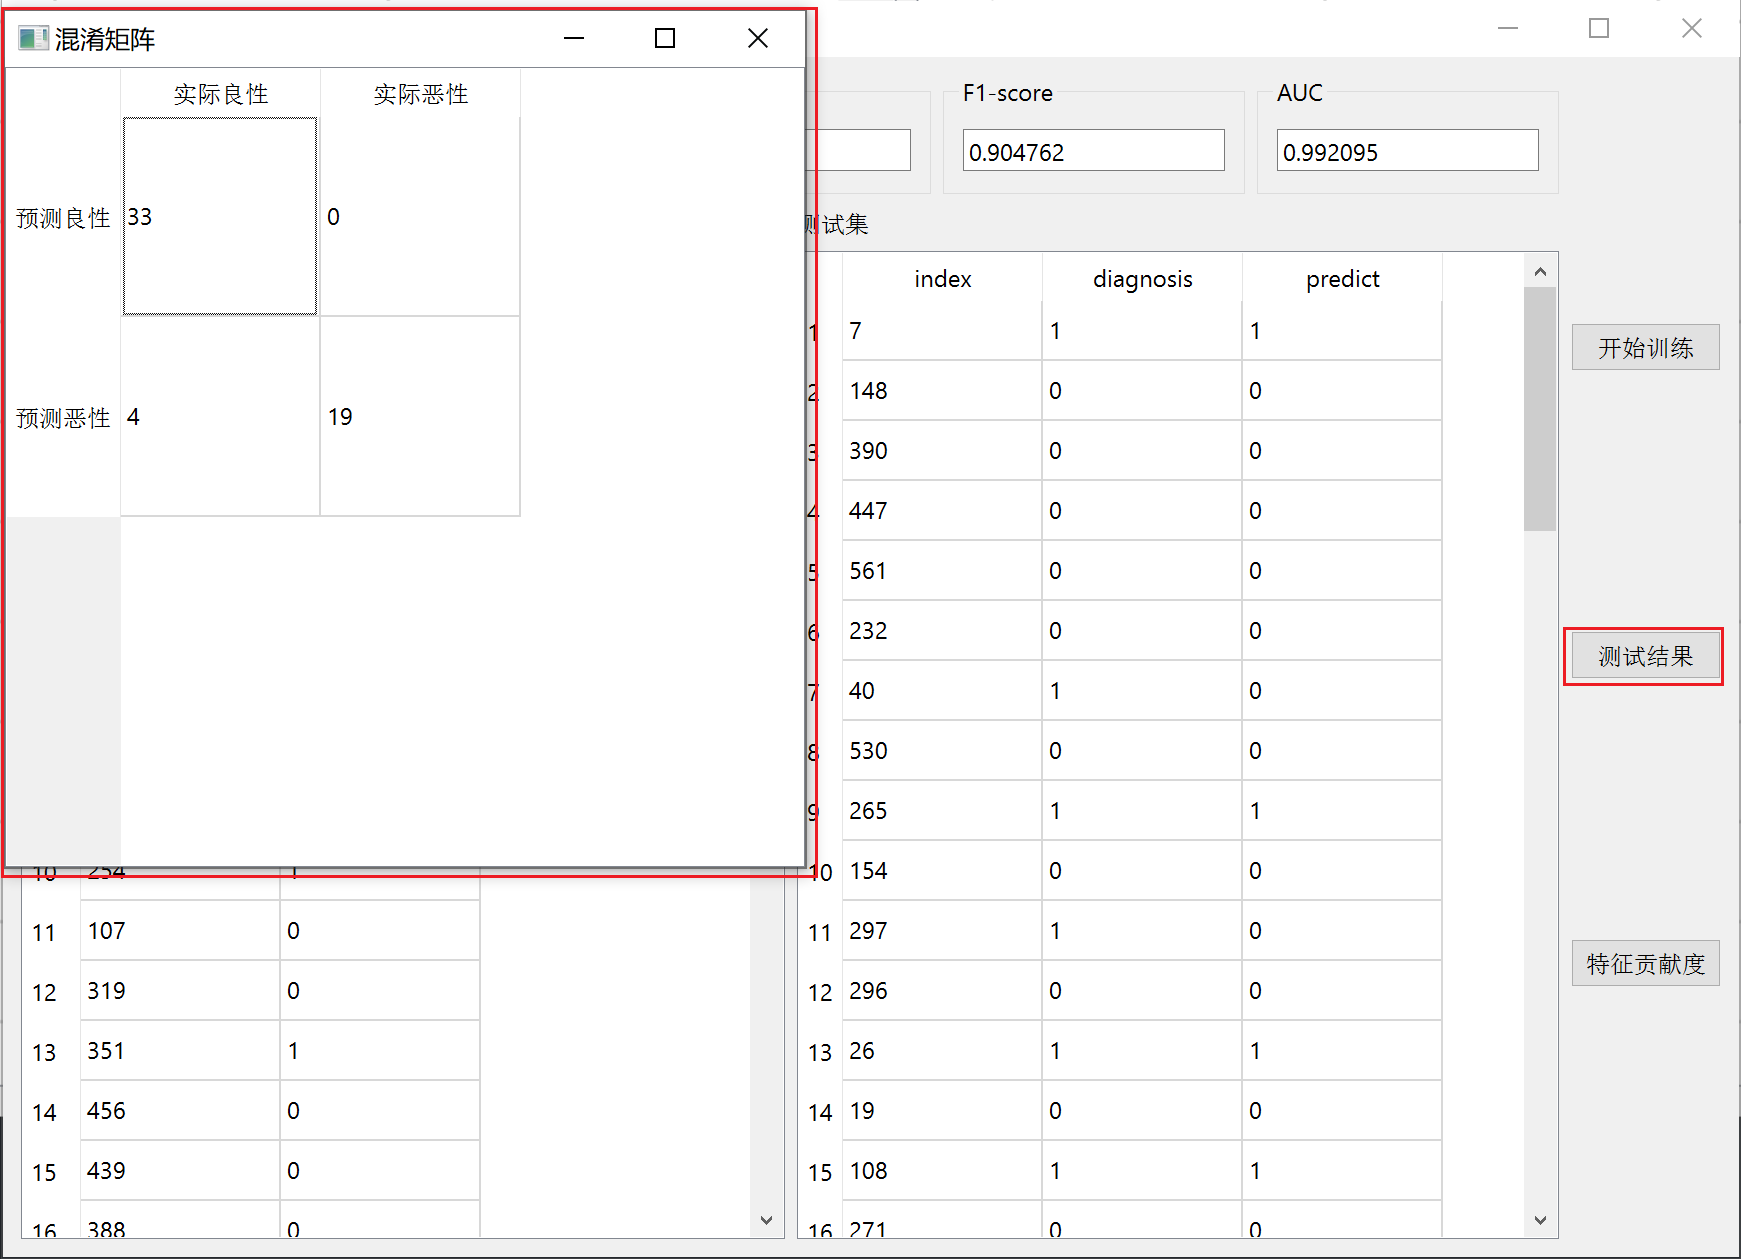 混淆矩阵
实际良性 实际恶性
预测良性 33 0
预测恶性 4 19
F1-score AUC
0.904762 0.992095
测试集
index diagnosis predict
1 7 1 1
2 148 0 0
3 390 0 0
4 447 0 0
5 561 0 0
6 232 0 0
7 40 1 0
8 530 0 0
9 265 1 1
10 154 0 0
11 297 1 0
12 296 0 0
13 26 1 1
14 19 0 0
15 108 1 1
16 271 0 0
10 254 1
11 107 0
12 319 0
13 351 1
14 456 0
15 439 0
16 388 0
开始训练
测试结果
特征贡献度